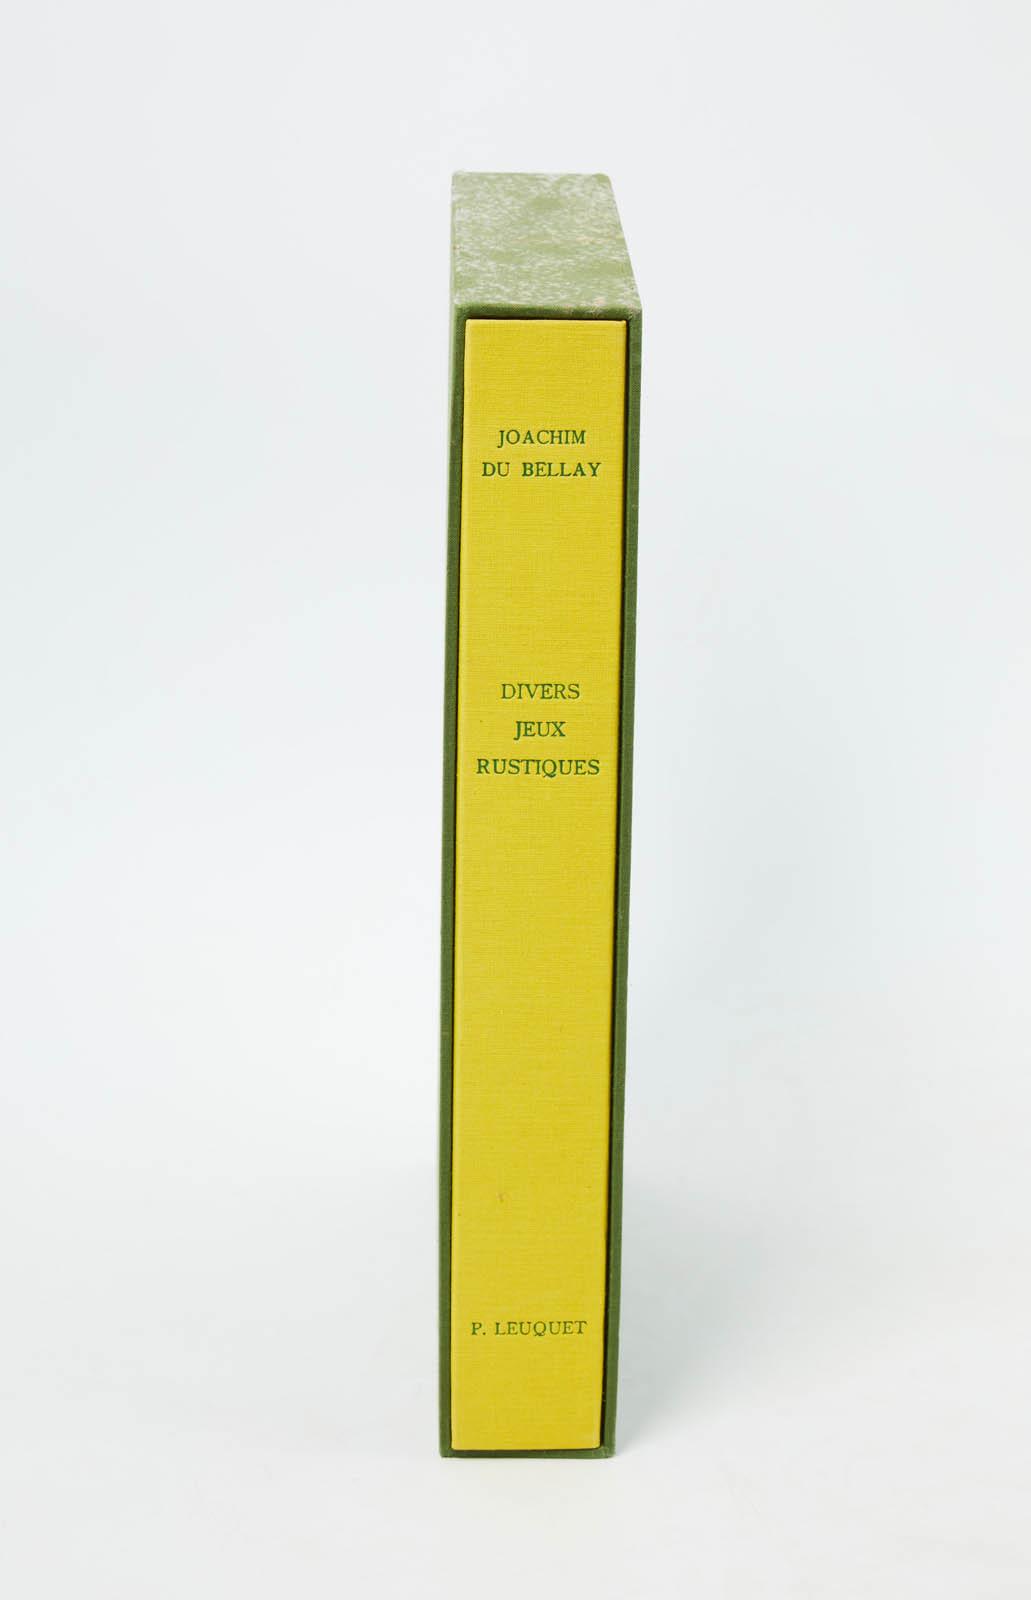 JOACHIM
DU BELLAY
DIVERS
JEUX
RUSTIQUES
P. LEUQUET